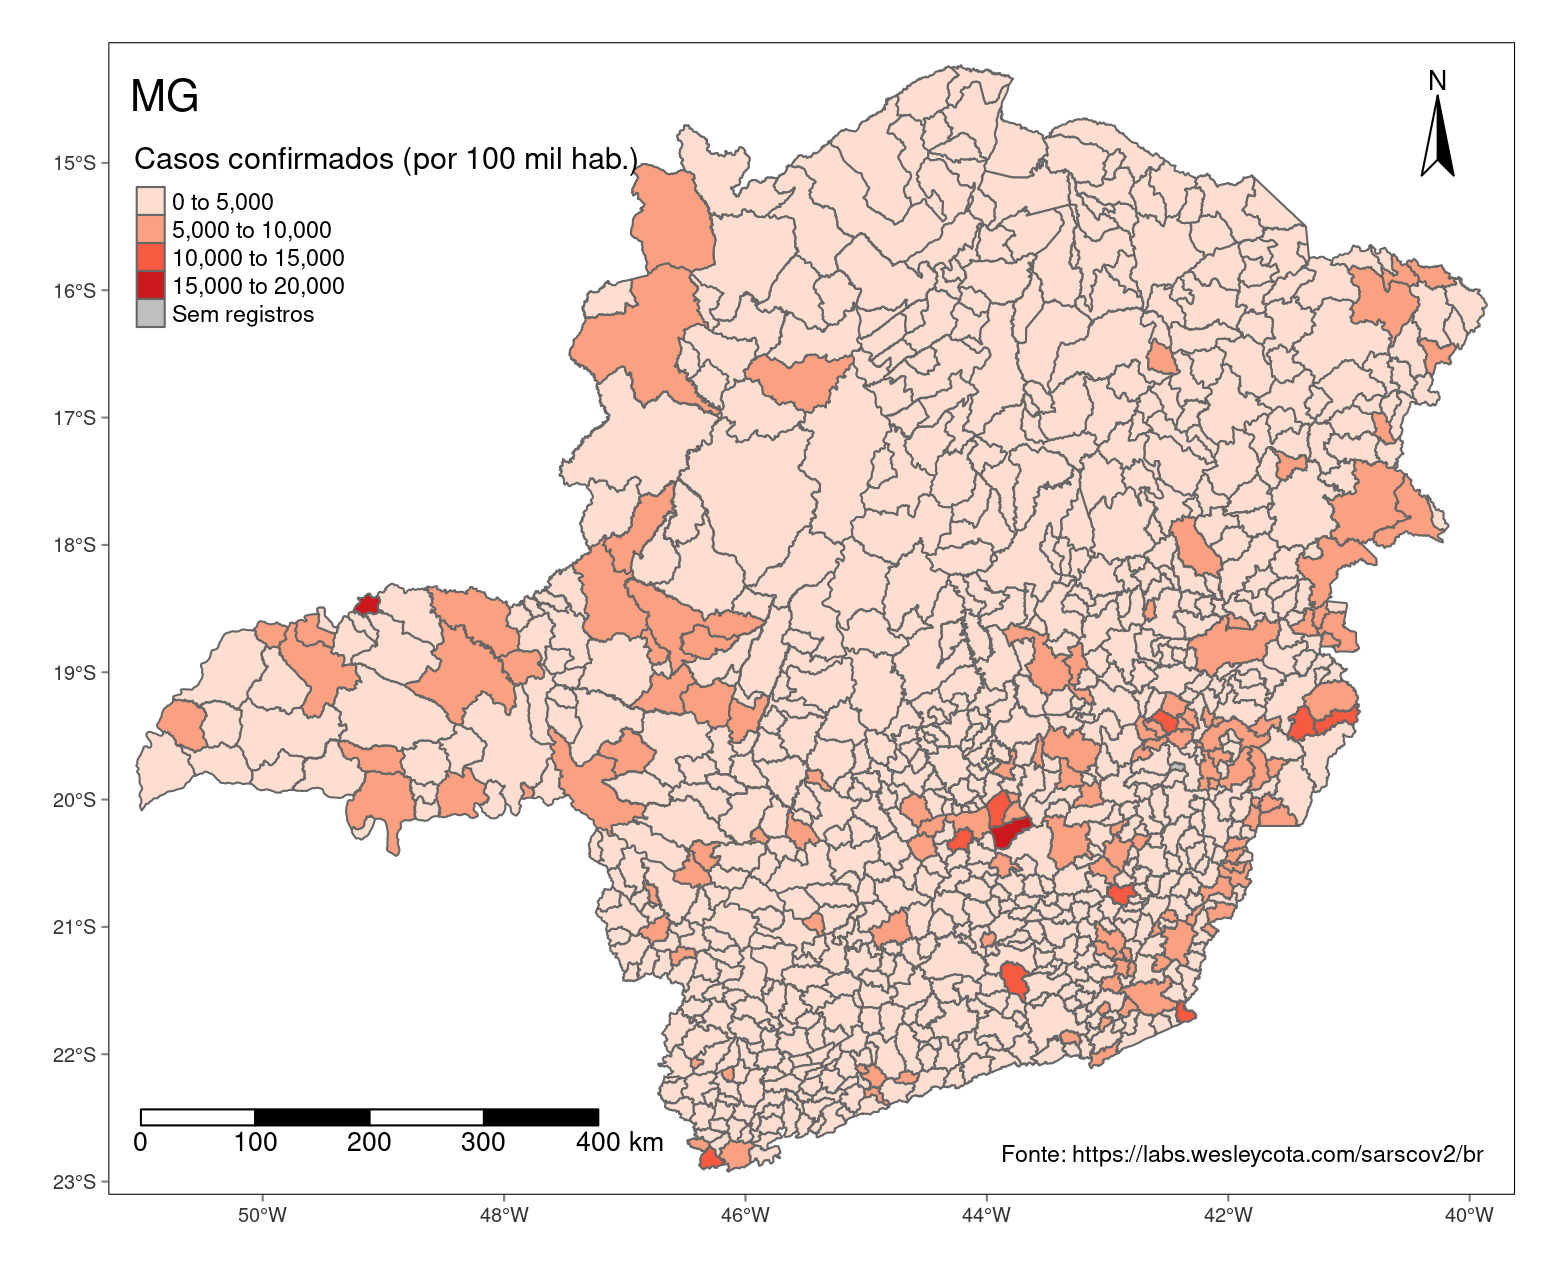 MG
N
Casos confirmados (por 100 mil hab.)
0 to 5,000
5,000 to 10,000
10,000 to 15,000
15,000 to 20,000
Sem registros
15°S
16°S
17°S
18°S
19°S
20°S
21°S
22°S
23°S
0 100 200 300 400 km
Fonte: https://labs.wesleycota.com/sarscov2/br
50°W 48°W 46°W 44°W 42°W 40°W